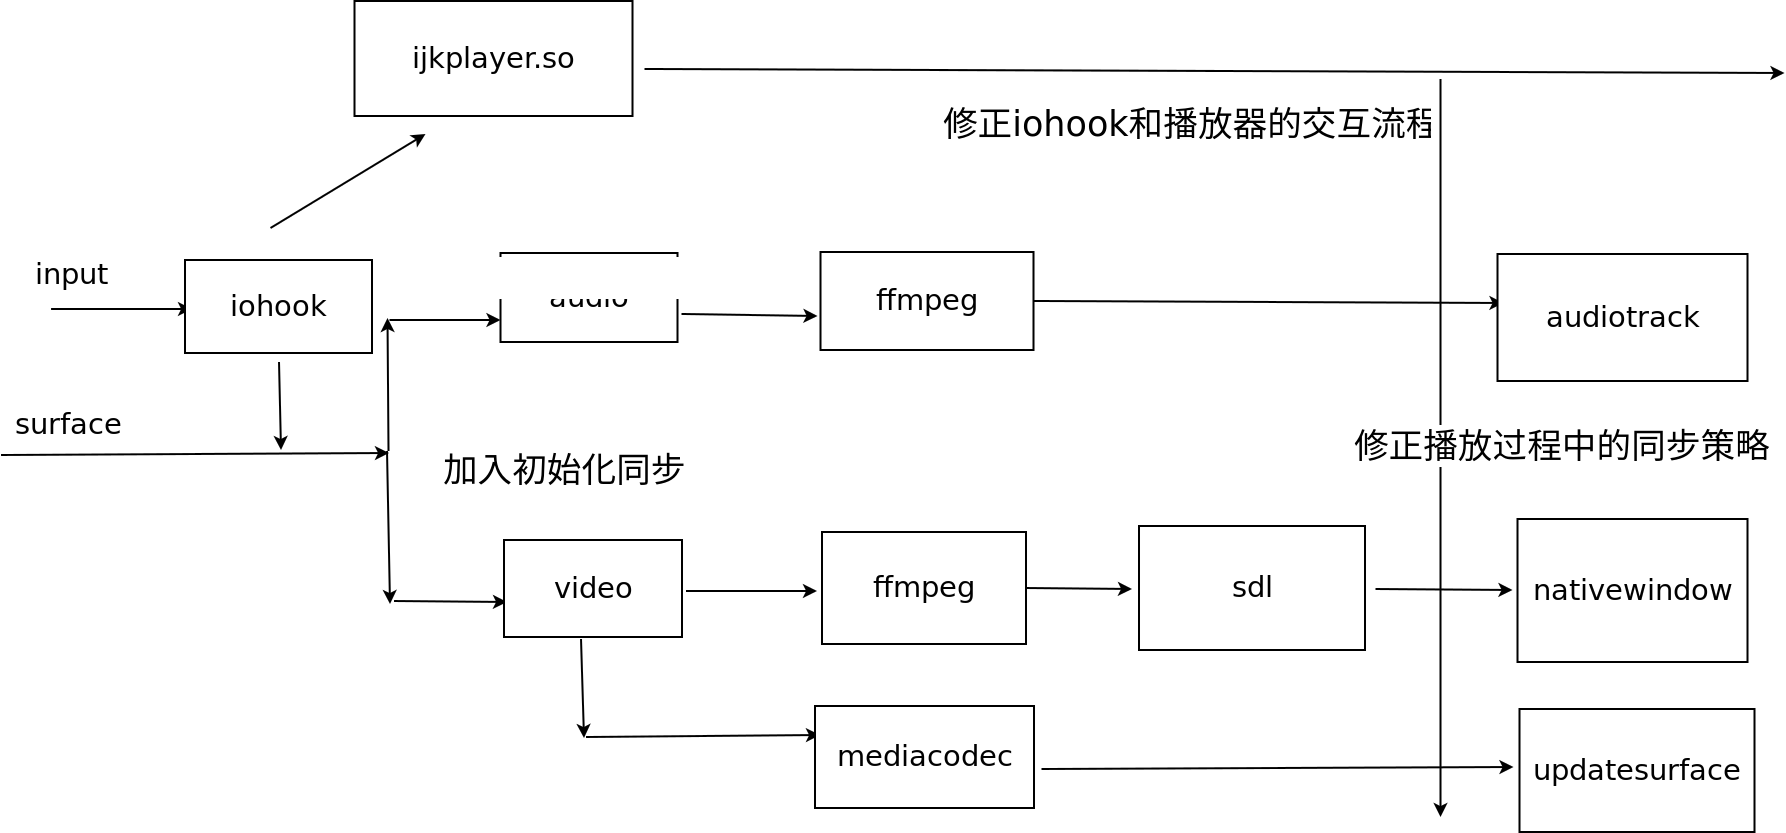 ijkplayer.so
修正iohook和播放器的交互流程
input
iohook
audio
ffmpeg
audiotrack
surface
加入初始化同步
修正播放过程中的同步策略
video
ffmpeg
sdl
nativewindow
mediacodec
updatesurface